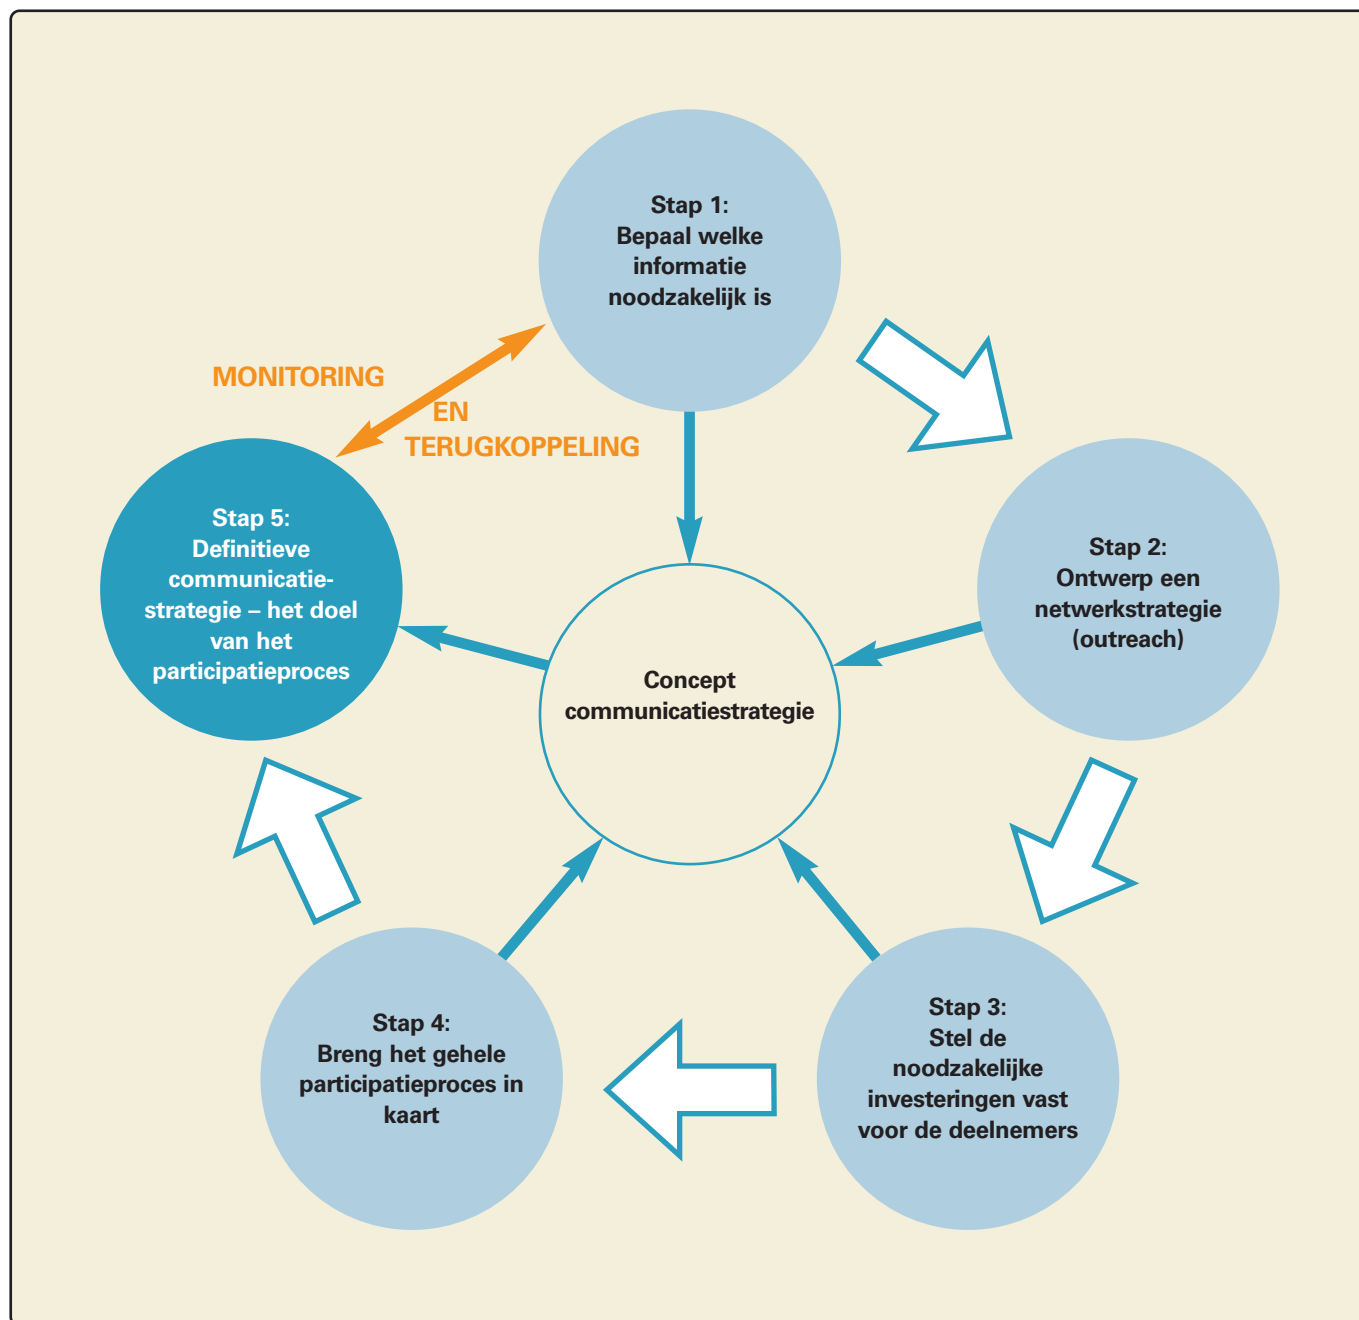 Stap 1:
Bepaal welke
informatie
noodzakelijk is
MONITORING
EN
TERUGKOPPELING
Stap 2:
Ontwerp een
netwerkstrategie
(outreach)
Stap 5:
Definitieve
communicatie-
strategie – het doel
van het
participatieproces
Concept
communicatiestrategie
Stap 3:
Stel de
noodzakelijke
investeringen vast
voor de deelnemers
Stap 4:
Breng het gehele
participatieproces in
kaart